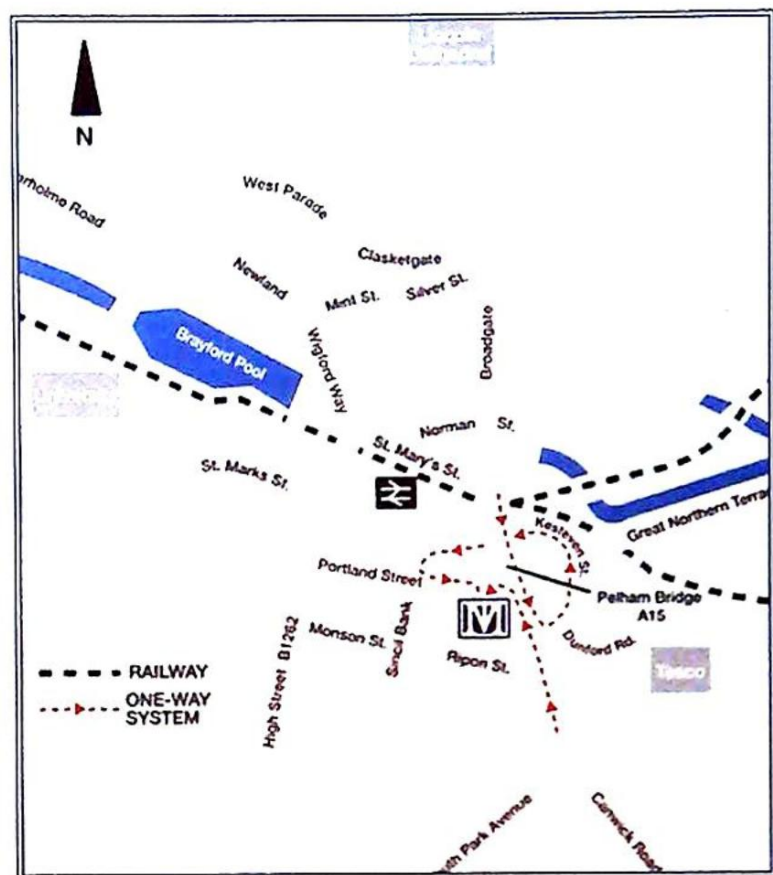 N
West Parade
Road
Clasketgate
Newland
Mint St.
Silver St.
Brayford Pool
Wigford Way
Broadgate
Norman St.
St. Mary's St.
St. Marks St.
Great Northern
Kesteven St.
Portland Street
Pelham Bridge
A15
Monson St.
Sincil Bank
Ripon St.
Dunford Rd.
Tesco
High Street B1262
RAILWAY
ONE-WAY
SYSTEM
Park Avenue
Canwick Road